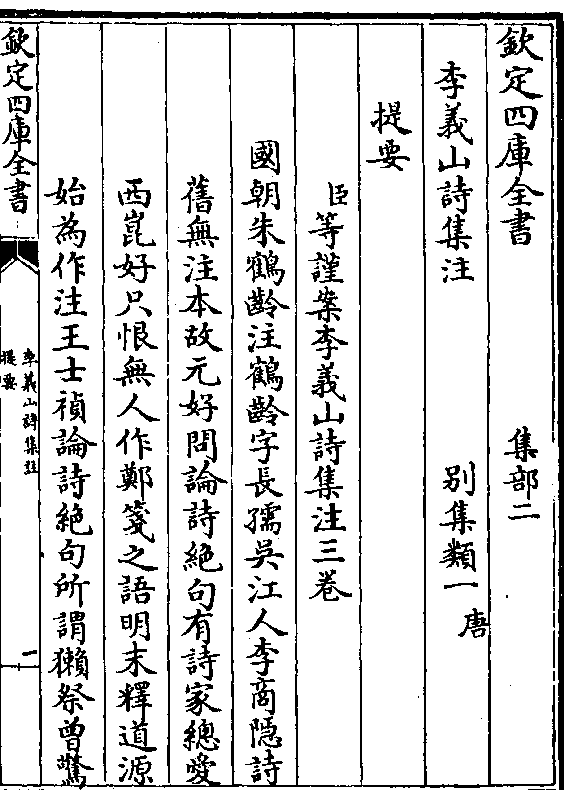 欽定四庫全書　集部二
李義山詩集注　别集類一唐
提要
臣等謹案李義山詩集注三巻
國朝朱鶴齡注鶴齡字長孺吳江人李商隠詩
舊無注本故元好問論詩絶句有詩家總愛
西崑好只恨無人作鄭箋之語明末釋道源
始為作注王士禎論詩絶句所謂獺祭曾驚
欽定四庫全書
李義山詩集注
提要
一